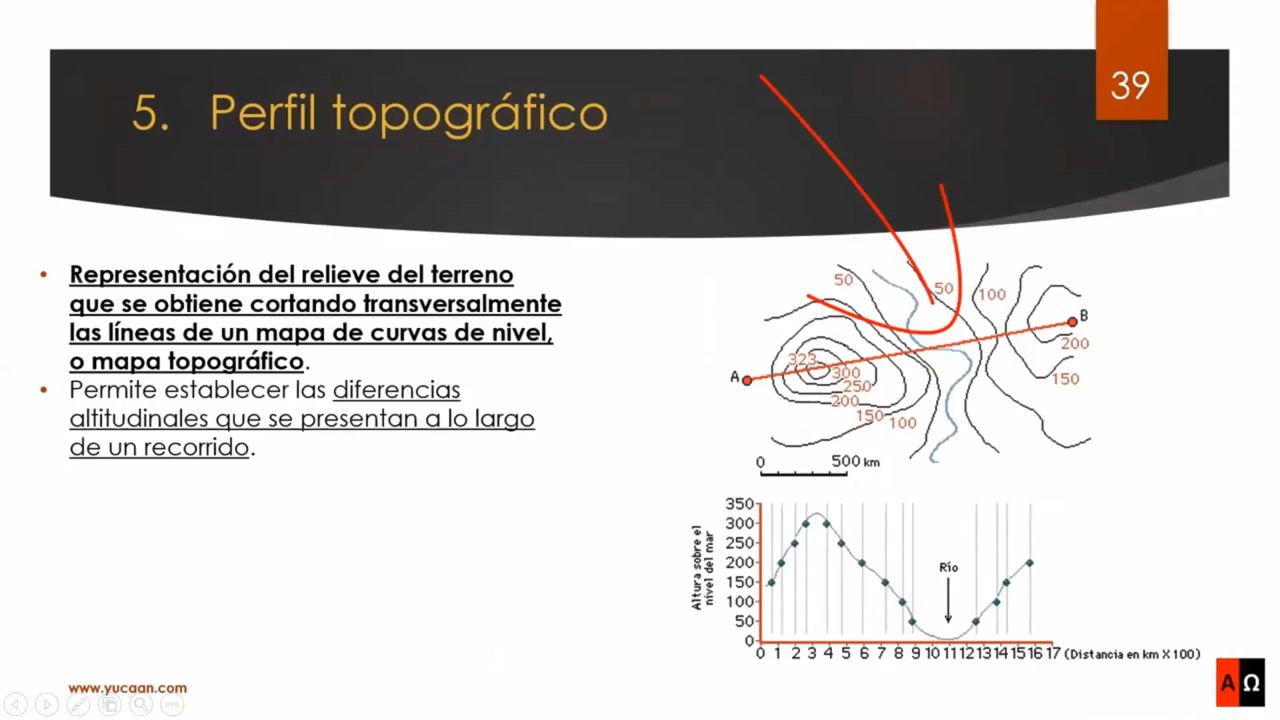 39
5. Perfil topográfico
• Representación del relieve del terreno
que se obtiene cortando transversalmente
las líneas de un mapa de curvas de nivel,
o mapa topográfico.
• Permite establecer las diferencias
altitudinales que se presentan a lo largo
de un recorrido.
50
50
100
B
200
150
A
323
300
250
200
150
100
0 500 km
Altura sobre el
nivel del mar
350
300
250
200
150
100
50
0
Río
0 1 2 3 4 5 6 7 8 9 10 11 12 13 14 15 16 17 (Distancia en km X 100)
www.yucaan.com
A Ω